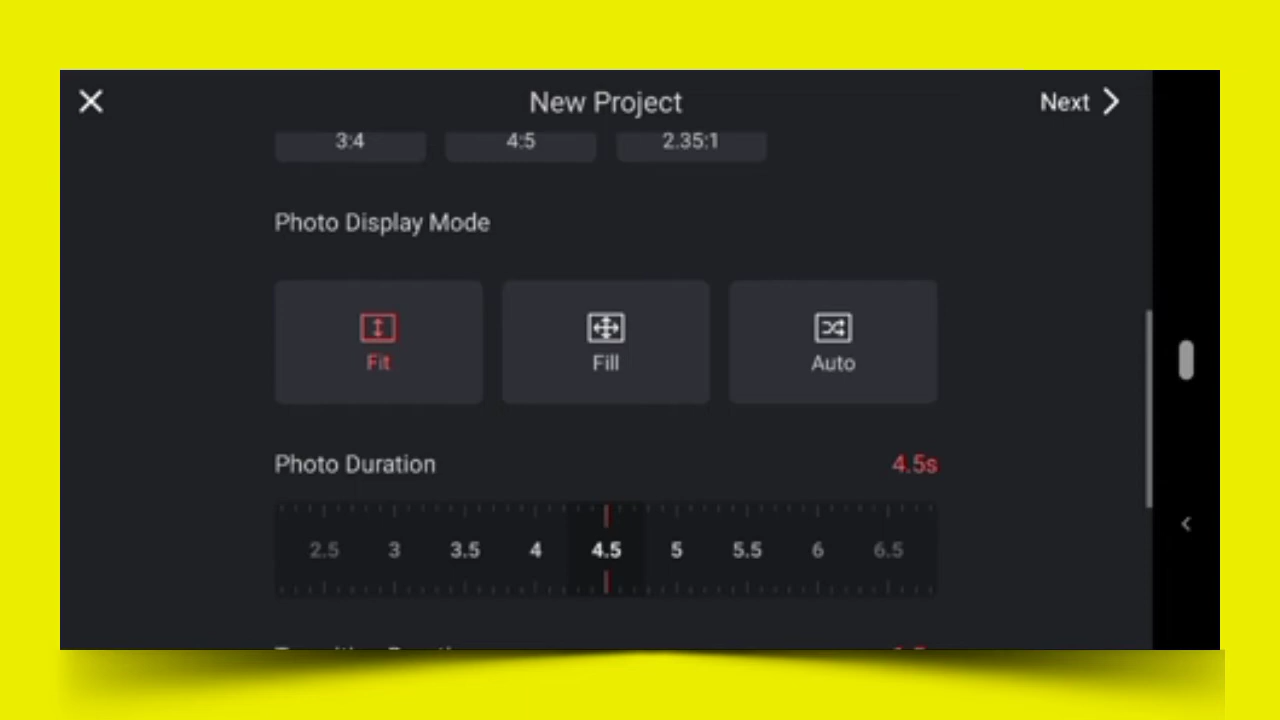 New Project
Next
3:4 4:5 2.35:1
Photo Display Mode
Fit Fill Auto
Photo Duration 4.5s
2.5 3 3.5 4 4.5 5 5.5 6 6.5